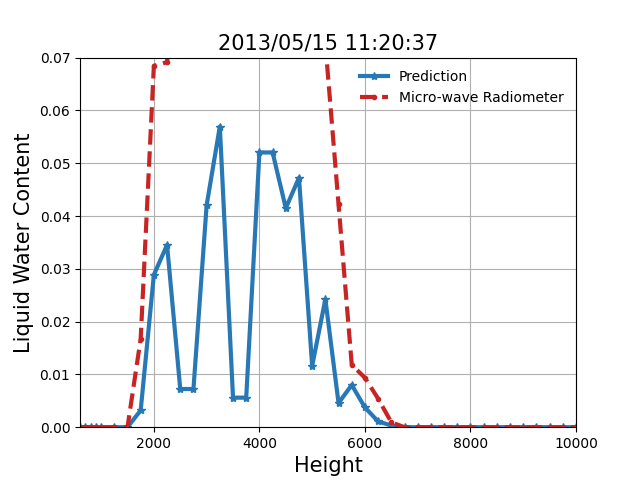 2013/05/15 11:20:37
Prediction
Micro-wave Radiometer
Liquid Water Content
0.07
0.06
0.05
0.04
0.03
0.02
0.01
0.00
2000 4000 6000 8000 10000
Height